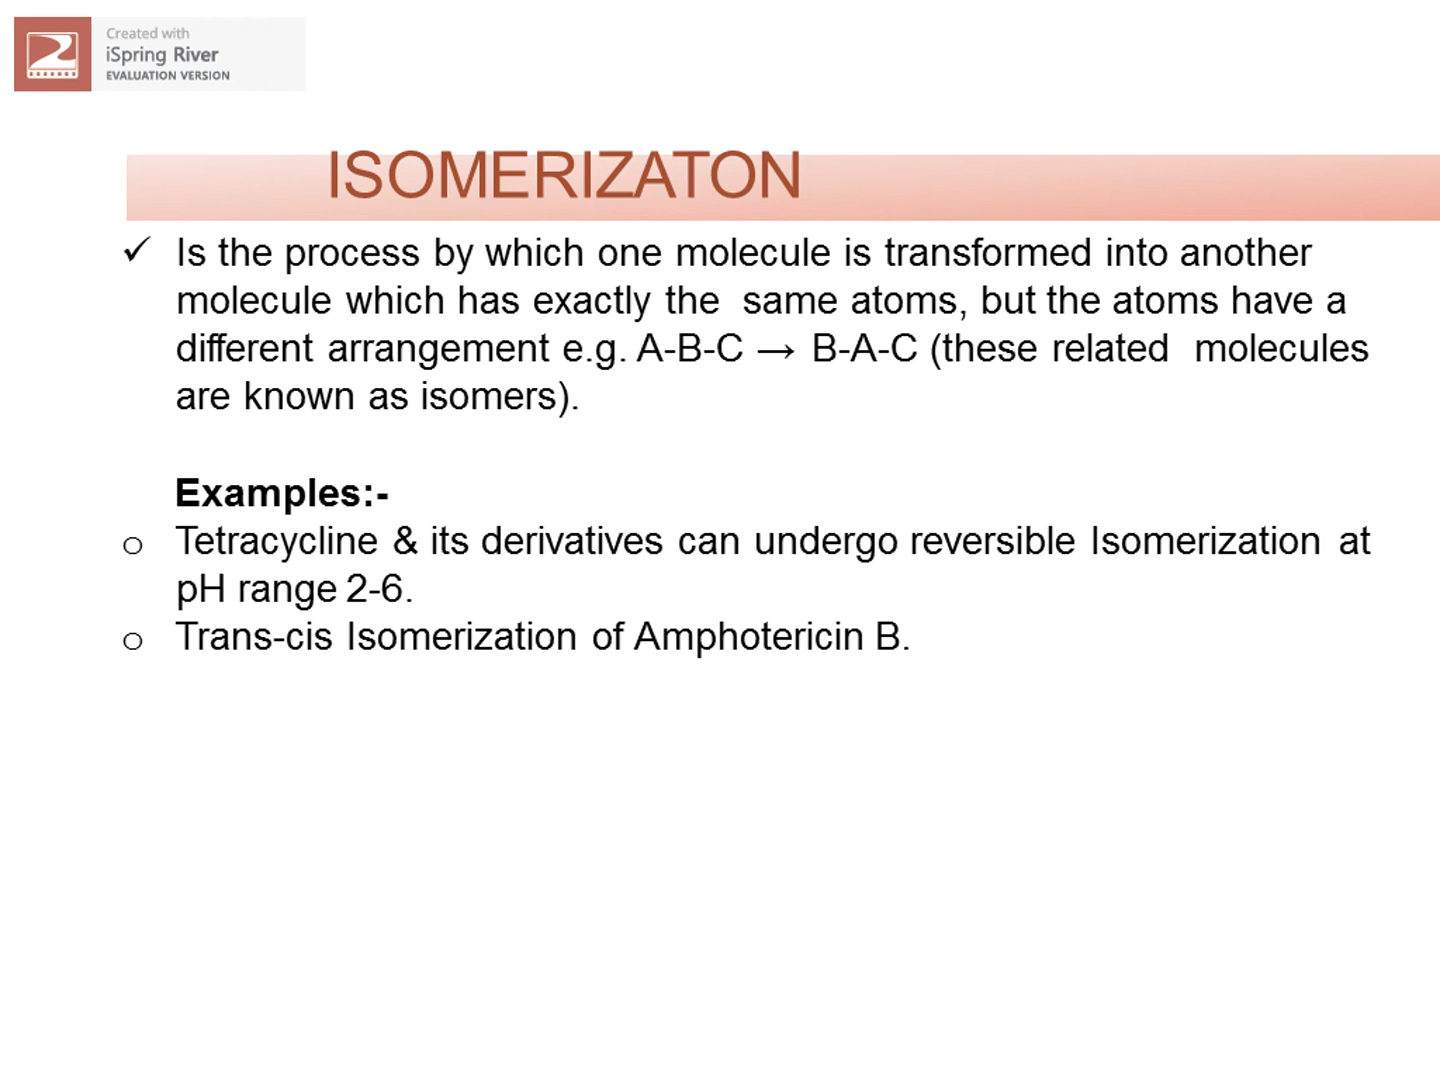 Created with
iSpring River
EVALUATION VERSION
ISOMERIZATON
✓ Is the process by which one molecule is transformed into another
molecule which has exactly the same atoms, but the atoms have a
different arrangement e.g. A-B-C → B-A-C (these related molecules
are known as isomers).
Examples:-
o Tetracycline & its derivatives can undergo reversible Isomerization at
pH range 2-6.
o Trans-cis Isomerization of Amphotericin B.